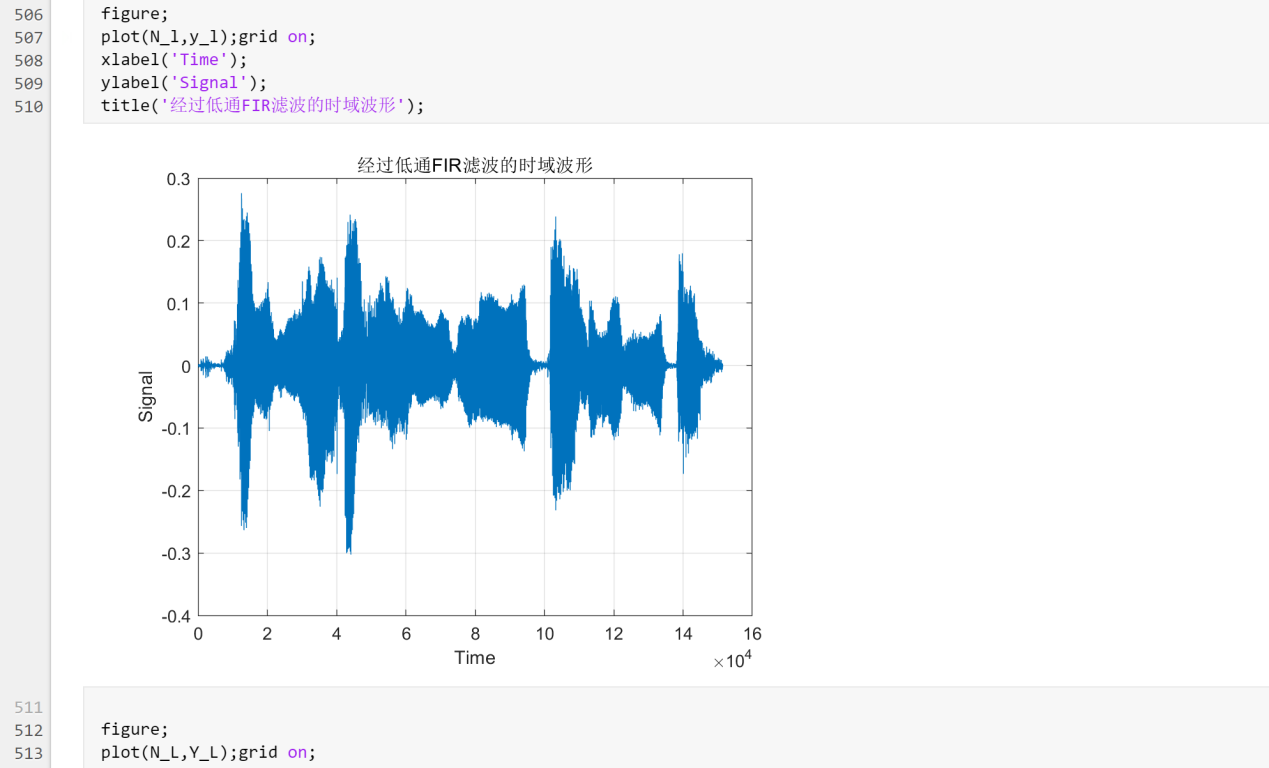 506 figure;
507 plot(N_l,y_l);grid on;
508 xlabel('Time');
509 ylabel('Signal');
510 title('经过低通FIR滤波的时域波形');
经过低通FIR滤波的时域波形
0.3
0.2
0.1
0
-0.1
-0.2
-0.3
-0.4
Signal
0 2 4 6 8 10 12 14 16
Time
×10⁴
511
512 figure;
513 plot(N_L,Y_L);grid on;